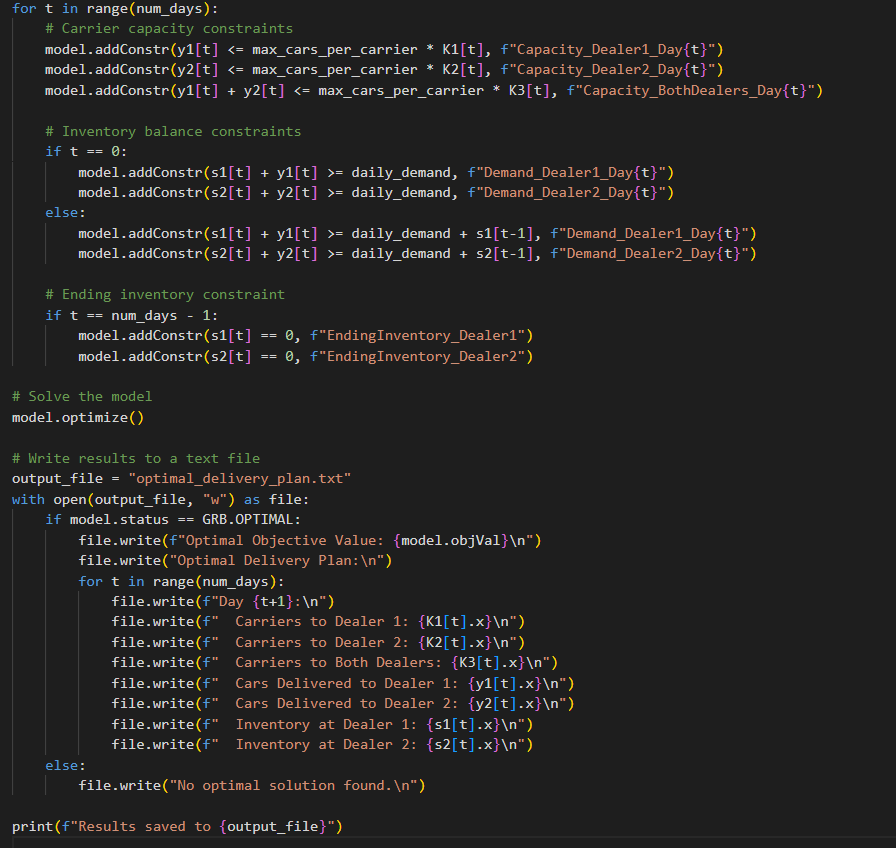 for t in range(num_days):
    # Carrier capacity constraints
    model.addConstr(y1[t] <= max_cars_per_carrier * K1[t], f"Capacity_Dealer1_Day{t}")
    model.addConstr(y2[t] <= max_cars_per_carrier * K2[t], f"Capacity_Dealer2_Day{t}")
    model.addConstr(y1[t] + y2[t] <= max_cars_per_carrier * K3[t], f"Capacity_BothDealers_Day{t}")

    # Inventory balance constraints
    if t == 0:
        model.addConstr(s1[t] + y1[t] >= daily_demand, f"Demand_Dealer1_Day{t}")
        model.addConstr(s2[t] + y2[t] >= daily_demand, f"Demand_Dealer2_Day{t}")
    else:
        model.addConstr(s1[t] + y1[t] >= daily_demand + s1[t-1], f"Demand_Dealer1_Day{t}")
        model.addConstr(s2[t] + y2[t] >= daily_demand + s2[t-1], f"Demand_Dealer2_Day{t}")

    # Ending inventory constraint
    if t == num_days - 1:
        model.addConstr(s1[t] == 0, f"EndingInventory_Dealer1")
        model.addConstr(s2[t] == 0, f"EndingInventory_Dealer2")

# Solve the model
model.optimize()

# Write results to a text file
output_file = "optimal_delivery_plan.txt"
with open(output_file, "w") as file:
    if model.status == GRB.OPTIMAL:
        file.write(f"Optimal Objective Value: {model.objVal}\n")
        file.write("Optimal Delivery Plan:\n")
        for t in range(num_days):
            file.write(f"Day {t+1}:\n")
            file.write(f"  Carriers to Dealer 1: {K1[t].x}\n")
            file.write(f"  Carriers to Dealer 2: {K2[t].x}\n")
            file.write(f"  Carriers to Both Dealers: {K3[t].x}\n")
            file.write(f"  Cars Delivered to Dealer 1: {y1[t].x}\n")
            file.write(f"  Cars Delivered to Dealer 2: {y2[t].x}\n")
            file.write(f"  Inventory at Dealer 1: {s1[t].x}\n")
            file.write(f"  Inventory at Dealer 2: {s2[t].x}\n")
    else:
        file.write("No optimal solution found.\n")

print(f"Results saved to {output_file}")